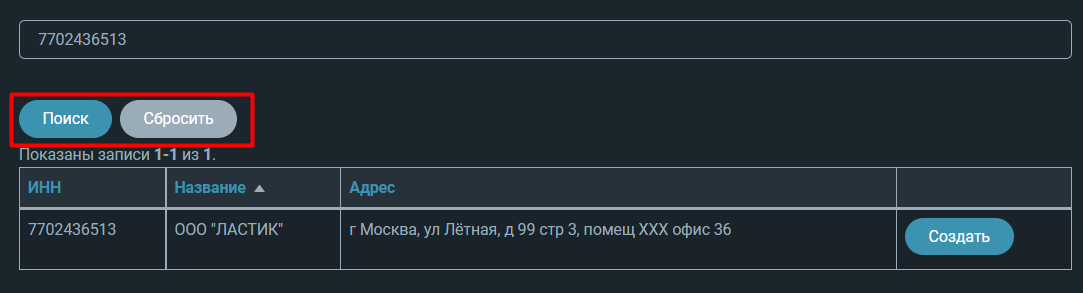 7702436513
Поиск Сбросить
Показаны записи 1-1 из 1.
ИНН Название Адрес
7702436513 ООО "ЛАСТИК" г Москва, ул Лётная, д 99 стр 3, помещ XXX офис 36 Создать